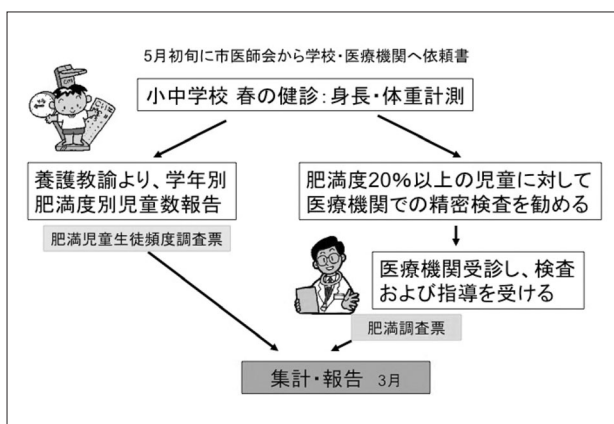 5月初旬に市医師会から学校・医療機関へ依頼書
小中学校 春の健診：身長・体重計測
養護教諭より、学年別
肥満度別児童数報告
肥満児童生徒頻度調査票
肥満度20%以上の児童に対して
医療機関での精密検査を勧める
医療機関受診し、検査
および指導を受ける
肥満調査票
集計・報告 3月